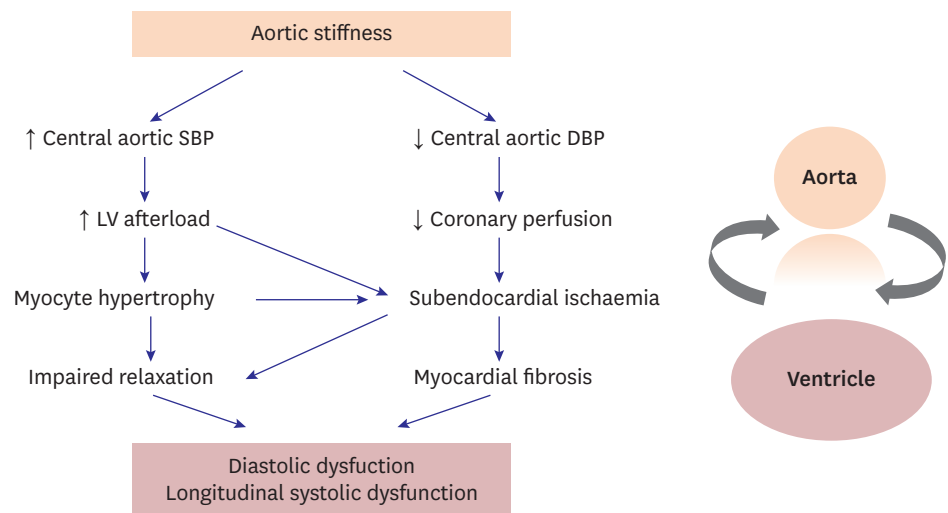 Aortic stiffness
↑ Central aortic SBP
↓ Central aortic DBP
↑ LV afterload
↓ Coronary perfusion
Myocyte hypertrophy
Subendocardial ischaemia
Impaired relaxation
Myocardial fibrosis
Diastolic dysfuction
Longitudinal systolic dysfunction
Aorta
Ventricle